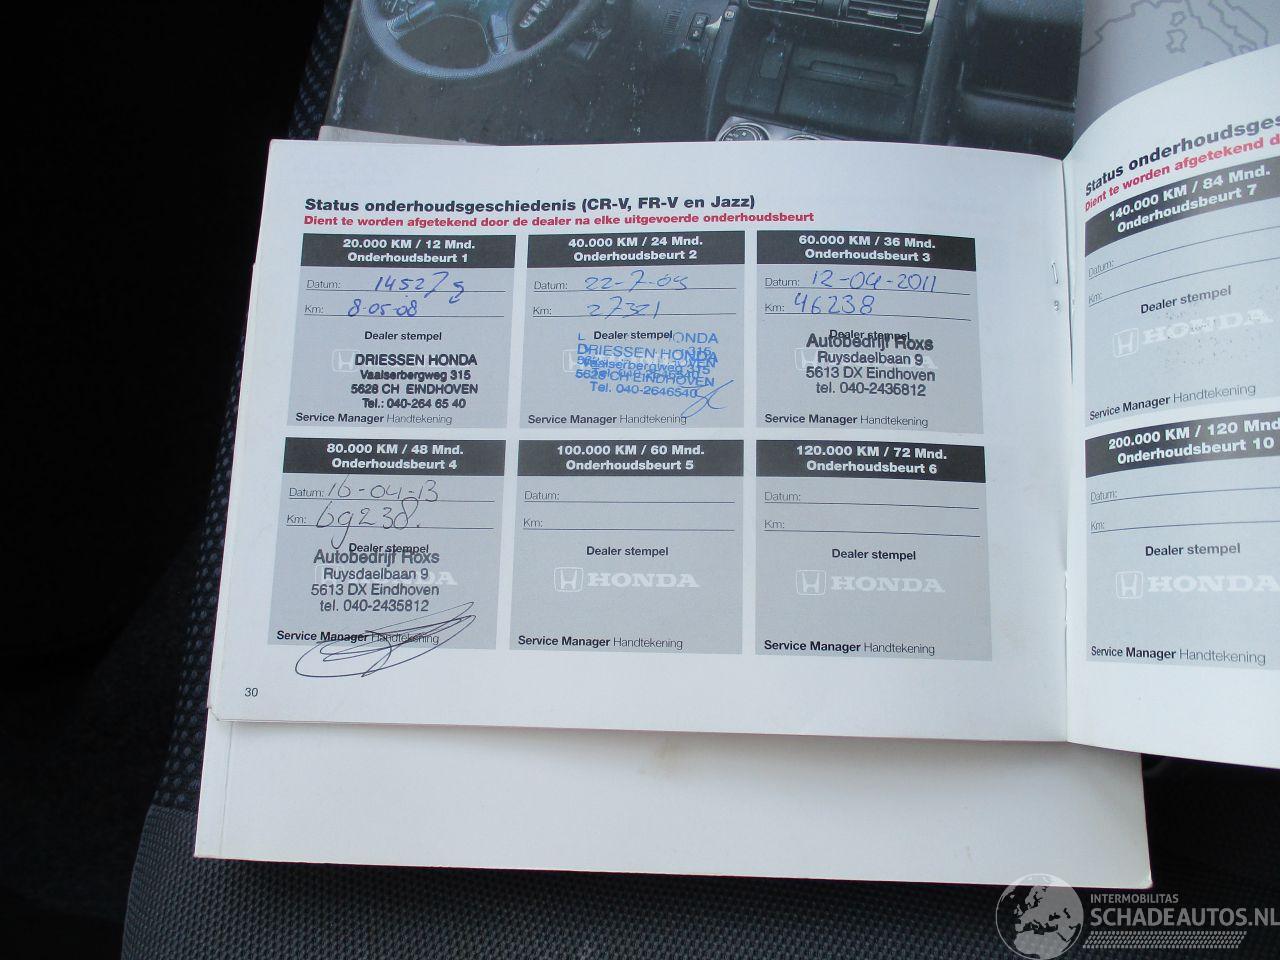 Status onderhoudsgeschiedenis (CR-V, FR-V en Jazz)
Dient te worden afgetekend door de dealer na elke uitgevoerde onderhoudsbeurt
20.000 KM / 12 Mnd.
Onderhoudsbeurt 1
Datum: 14527
Km: 8-05-08
Dealer stempel
DRIESSEN HONDA
Vaalserbergweg 315
5628 CH EINDHOVEN
Tel.: 040-264 65 40
Service Manager Handtekening
40.000 KM / 24 Mnd.
Onderhoudsbeurt 2
Datum: 22-7-09
Km: 27321
Dealer stempel
HONDA
DRIESSEN HONDA
Vaalserbergweg 315
5628 CH EINDHOVEN
Tel. 040-2646540
Service Manager Handtekening
60.000 KM / 36 Mnd.
Onderhoudsbeurt 3
Datum: 12-04-2011
Km: 46238
Dealer stempel
Autobedrijf Roxs
Ruysdaelbaan 9
5613 DX Eindhoven
tel. 040-2435812
Service Manager Handtekening
80.000 KM / 48 Mnd.
Onderhoudsbeurt 4
Datum: 16-04-13
Km: 69238.
Dealer stempel
Autobedrijf Roxs
Ruysdaelbaan 9
5613 DX Eindhoven
tel. 040-2435812
Service Manager Handtekening
100.000 KM / 60 Mnd.
Onderhoudsbeurt 5
Datum:
Km:
Dealer stempel
HONDA
Service Manager Handtekening
120.000 KM / 72 Mnd.
Onderhoudsbeurt 6
Datum:
Km:
Dealer stempel
HONDA
Service Manager Handtekening
30
Status onderhoudsges
Dient te worden afgetekend d
140.000 KM / 84 Mnd.
Onderhoudsbeurt 7
Datum:
Km:
Dealer stempel
HONDA
Service Manager Handtekening
200.000 KM / 120 Mnd
Onderhoudsbeurt 10
Datum:
Km:
Dealer stempel
HONDA
Service Manager Handtekening
INTERMOBILITAS
SCHADEAUTOS.NL